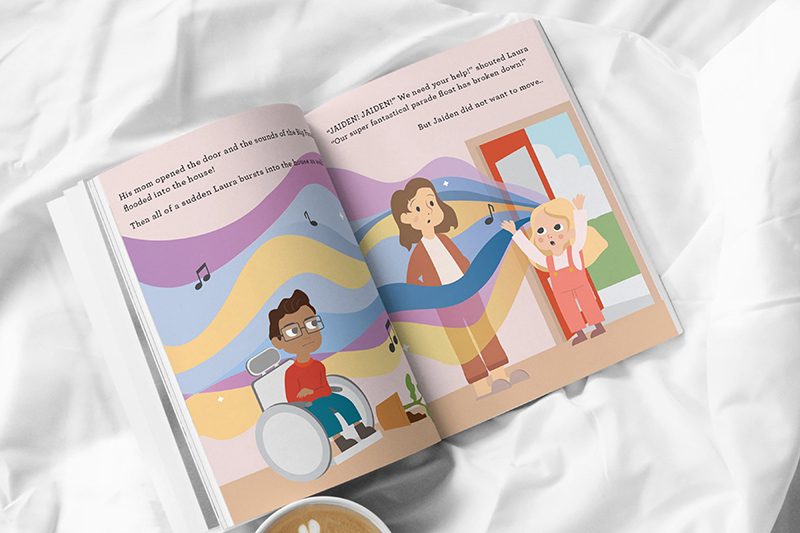 His mom opened the door and the sounds of the Big
flooded into the house!
Then all of a sudden Laura bursts into the house as
"JAIDEN! JAIDEN!" We need your help!" shouted Laura
"Our super fantastical parade float has broken down!"
But Jaiden did not want to move..